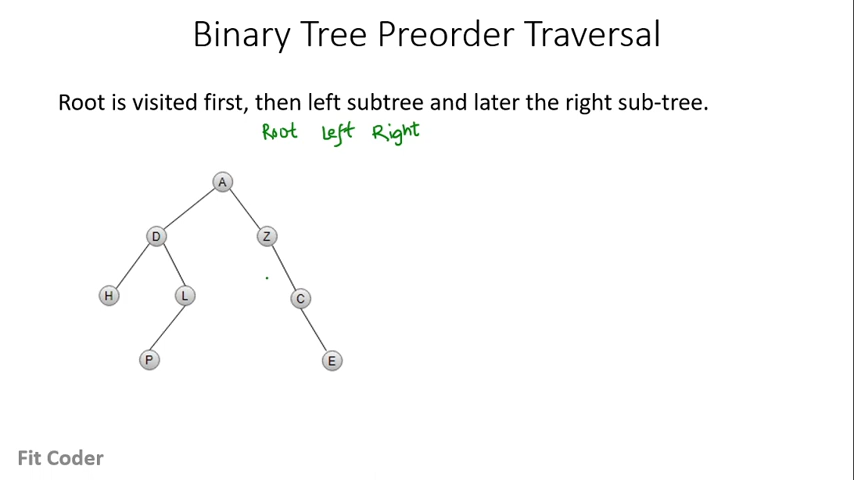 Binary Tree Preorder Traversal
Root is visited first, then left subtree and later the right sub-tree.
Root Left Right
A
D Z
H L C
P E
Fit Coder